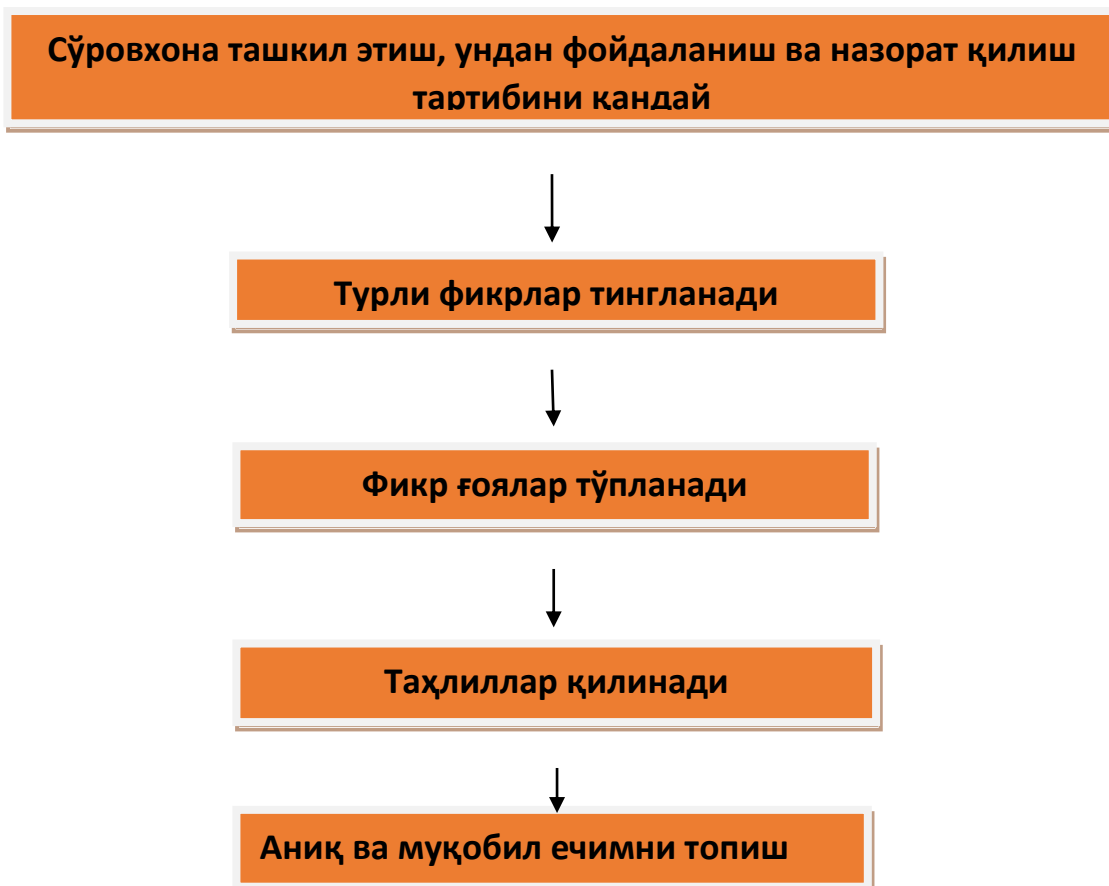 Сўровхона ташкил этиш, ундан фойдаланиш ва назорат қилиш
тартибини қандай
Турли фикрлар тингланади
Фикр ғоялар тўпланади
Таҳлиллар қилинади
Аниқ ва муқобил ечимни топиш